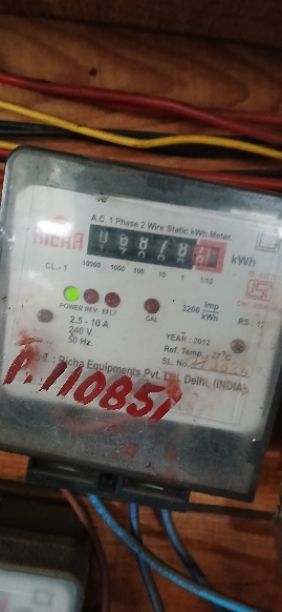 A.C. 1 Phase 2 Wire Static kWh Meter
RICHA
kWh
10000 1000 100 10 1 1/10
CL-1
POWER REV E.F.LT CAL
3200 Imp/kWh
2.5 - 10 A
240 V.
50 Hz.
YEAR : 2012
Ref. Temp. : 27°C
SL. No.
Richa Equipments Pvt. Ltd. Delhi, (INDIA)